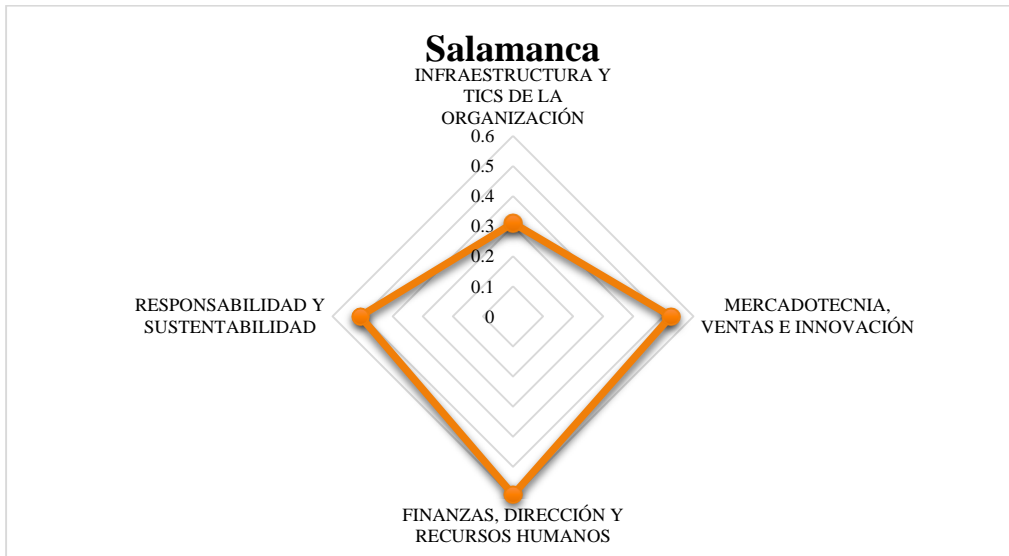 Salamanca
INFRAESTRUCTURA Y
TICS DE LA
ORGANIZACIÓN
0.6
0.5
0.4
0.3
0.2
0.1
0
RESPONSABILIDAD Y
SUSTENTABILIDAD
MERCADOTECNIA,
VENTAS E INNOVACIÓN
FINANZAS, DIRECCIÓN Y
RECURSOS HUMANOS